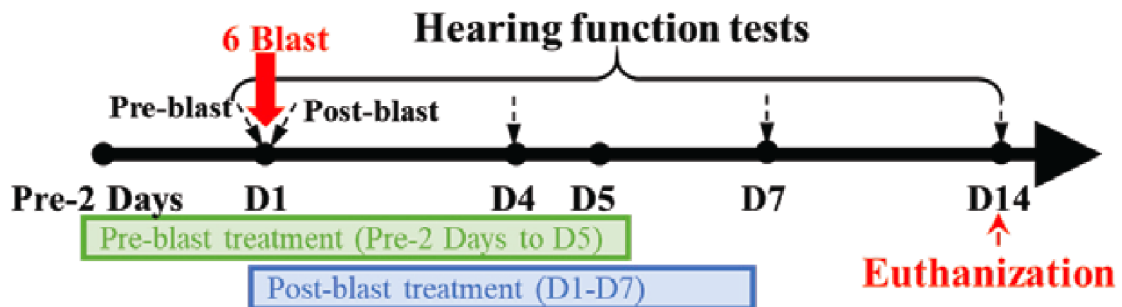 Hearing function tests
6 Blast
Pre-blast
Post-blast
Pre-2 Days D1 D4 D5 D7 D14
Pre-blast treatment (Pre-2 Days to D5)
Post-blast treatment (D1-D7)
Euthanization